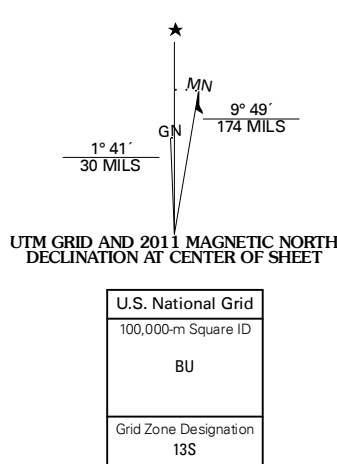 ★
MN
9° 49´
174 MILS
GN
1° 41´
30 MILS
UTM GRID AND 2011 MAGNETIC NORTH
DECLINATION AT CENTER OF SHEET
U.S. National Grid
100,000-m Square ID
BU
Grid Zone Designation
13S